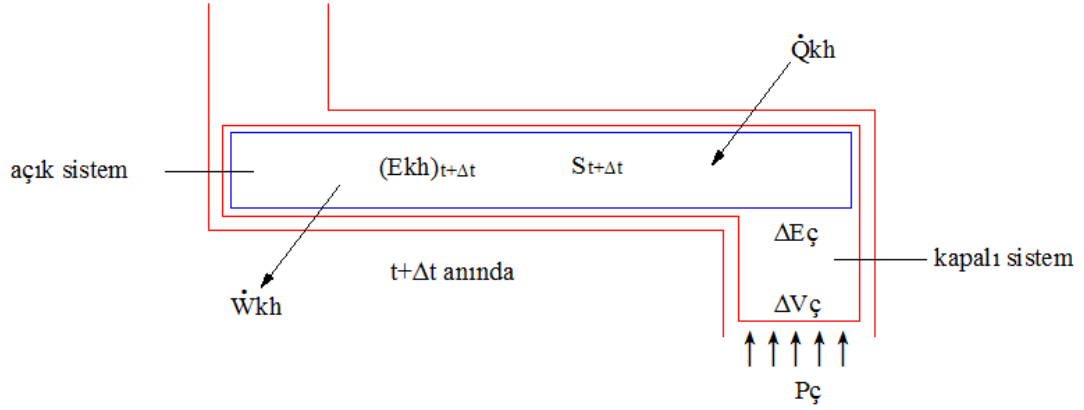 Q̇kh
açık sistem
(Ekh)t+Δt
St+Δt
ΔEç
kapalı sistem
t+Δt anında
Ẇkh
ΔVç
Pç